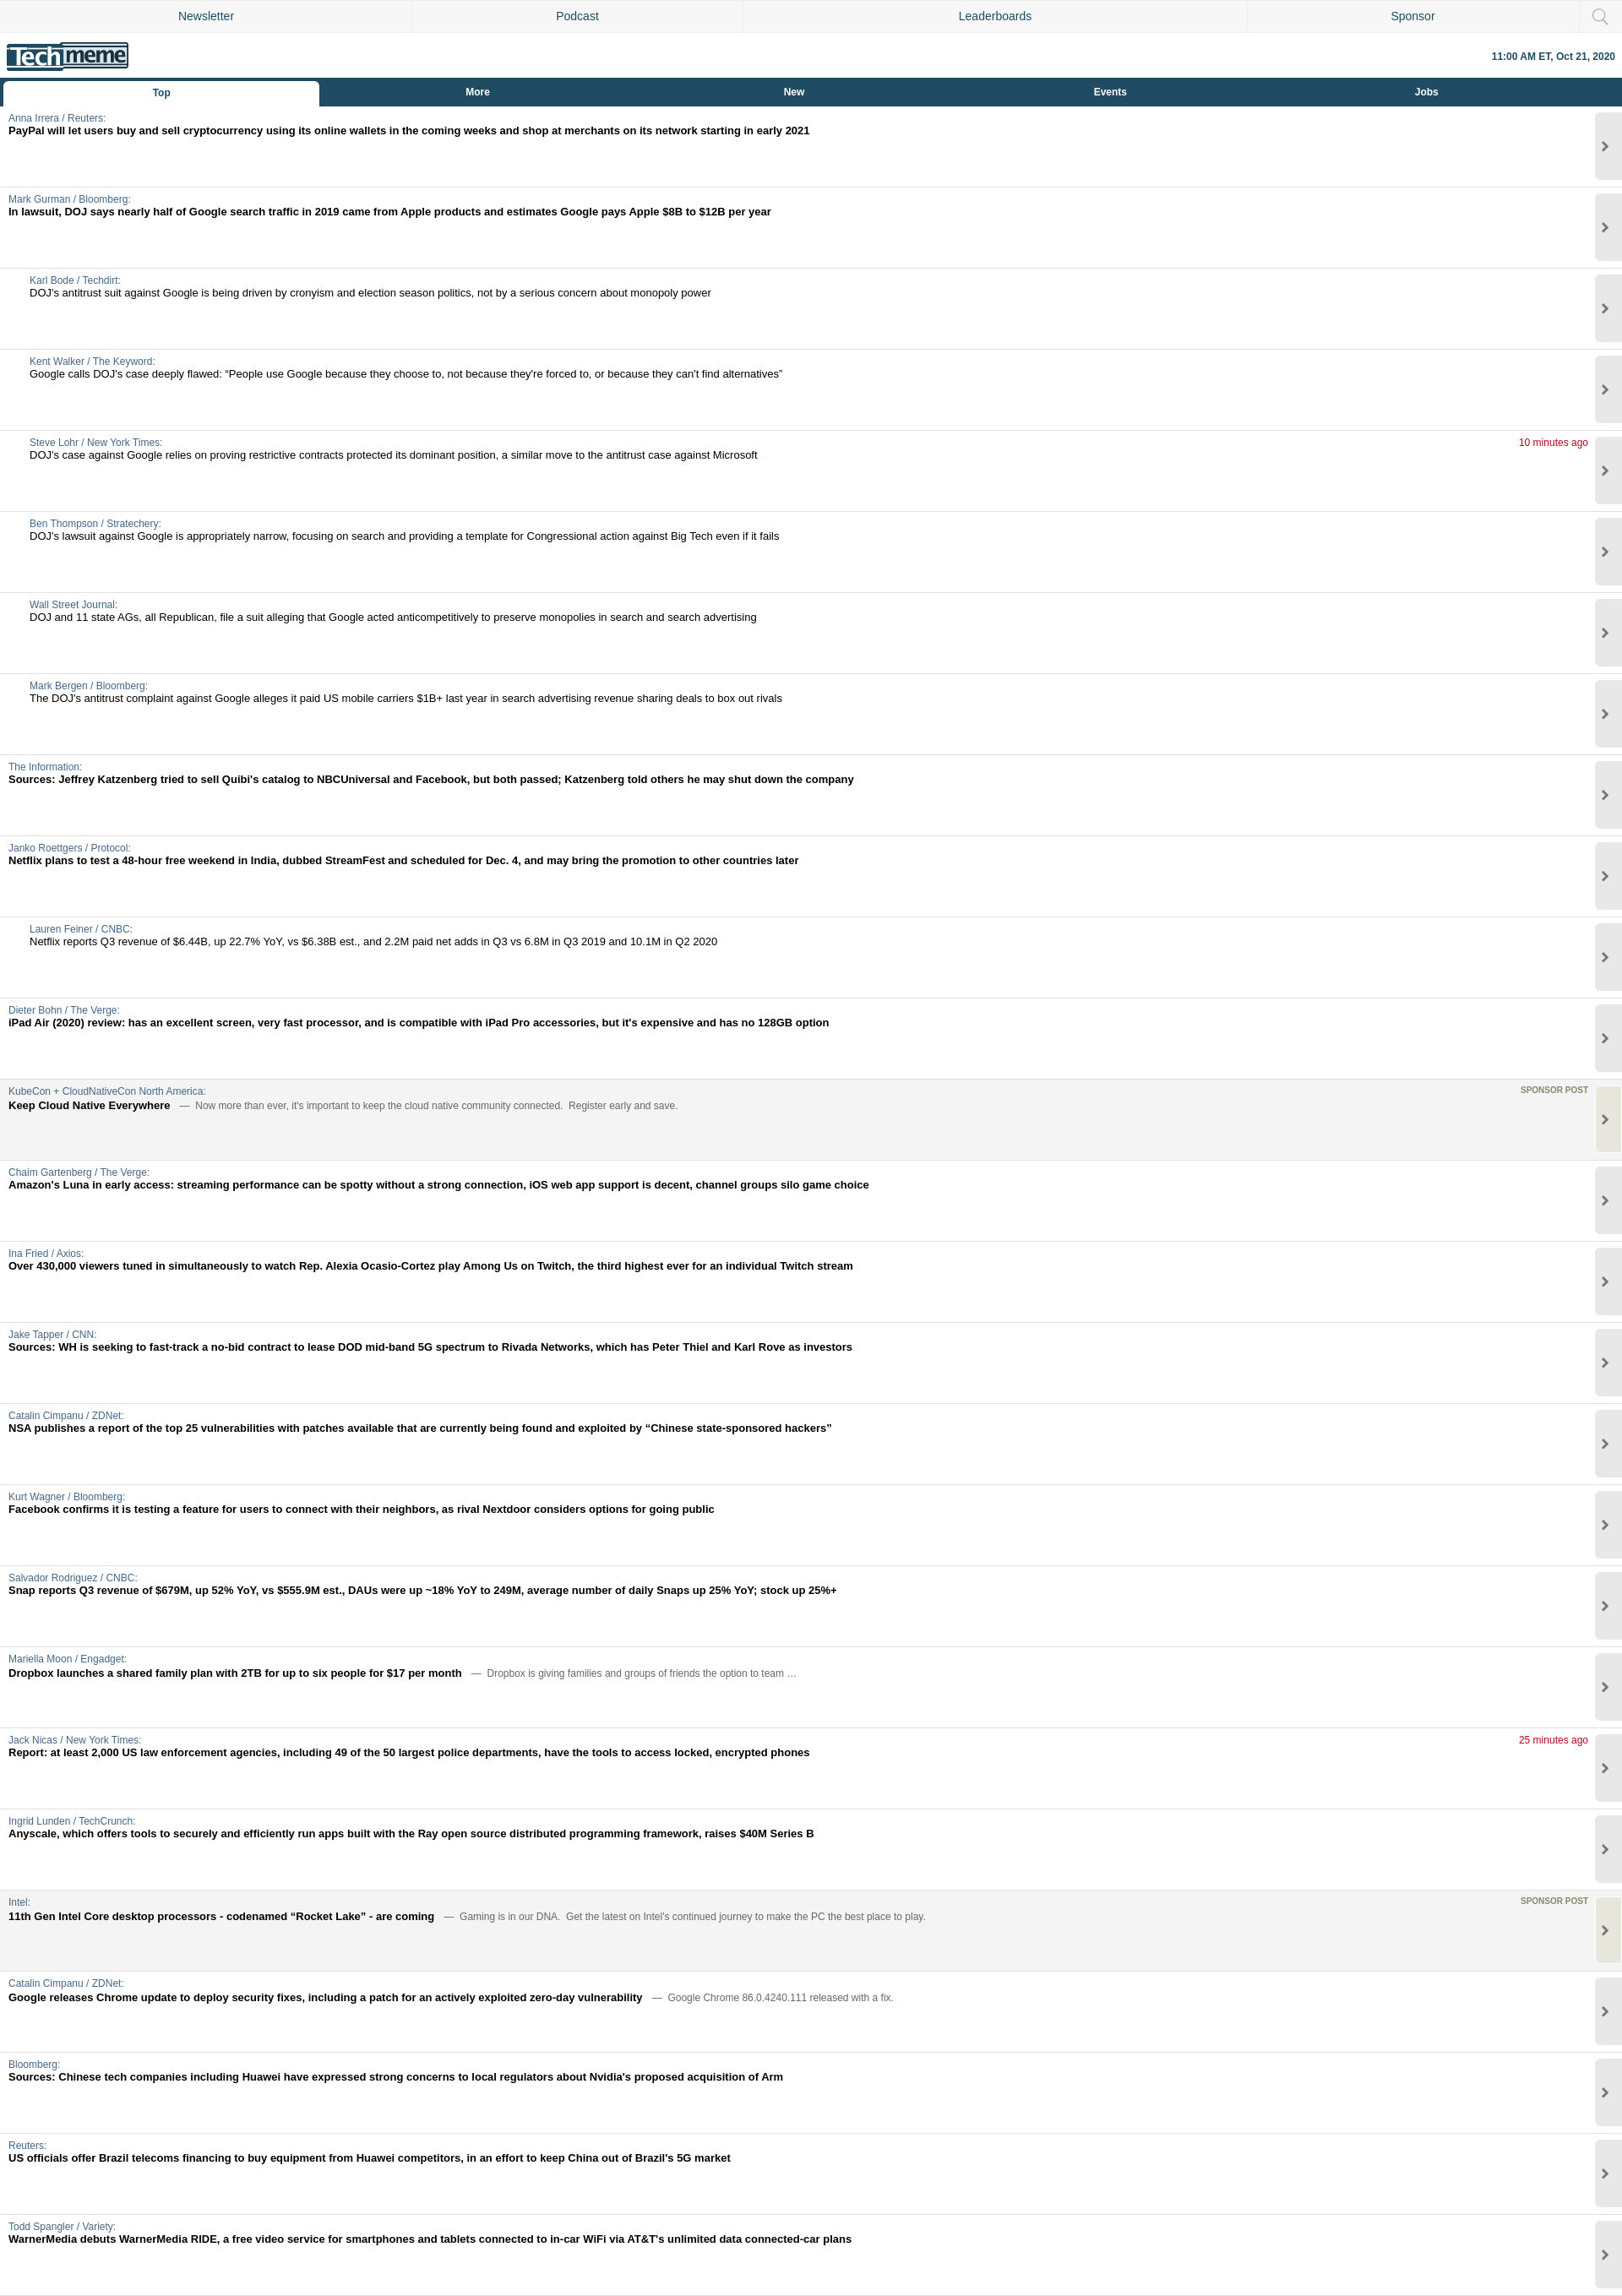 Newsletter
Podcast
Leaderboards
Sponsor
Techmeme
11:00 AM ET, Oct 21, 2020
Top
More
New
Events
Jobs
Anna Irrera / Reuters:
PayPal will let users buy and sell cryptocurrency using its online wallets in the coming weeks and shop at merchants on its network starting in early 2021
Mark Gurman / Bloomberg:
In lawsuit, DOJ says nearly half of Google search traffic in 2019 came from Apple products and estimates Google pays Apple $8B to $12B per year
Karl Bode / Techdirt:
DOJ's antitrust suit against Google is being driven by cronyism and election season politics, not by a serious concern about monopoly power
Kent Walker / The Keyword:
Google calls DOJ's case deeply flawed: “People use Google because they choose to, not because they're forced to, or because they can't find alternatives”
Steve Lohr / New York Times:
10 minutes ago
DOJ's case against Google relies on proving restrictive contracts protected its dominant position, a similar move to the antitrust case against Microsoft
Ben Thompson / Stratechery:
DOJ's lawsuit against Google is appropriately narrow, focusing on search and providing a template for Congressional action against Big Tech even if it fails
Wall Street Journal:
DOJ and 11 state AGs, all Republican, file a suit alleging that Google acted anticompetitively to preserve monopolies in search and search advertising
Mark Bergen / Bloomberg:
The DOJ's antitrust complaint against Google alleges it paid US mobile carriers $1B+ last year in search advertising revenue sharing deals to box out rivals
The Information:
Sources: Jeffrey Katzenberg tried to sell Quibi's catalog to NBCUniversal and Facebook, but both passed; Katzenberg told others he may shut down the company
Janko Roettgers / Protocol:
Netflix plans to test a 48-hour free weekend in India, dubbed StreamFest and scheduled for Dec. 4, and may bring the promotion to other countries later
Lauren Feiner / CNBC:
Netflix reports Q3 revenue of $6.44B, up 22.7% YoY, vs $6.38B est., and 2.2M paid net adds in Q3 vs 6.8M in Q3 2019 and 10.1M in Q2 2020
Dieter Bohn / The Verge:
iPad Air (2020) review: has an excellent screen, very fast processor, and is compatible with iPad Pro accessories, but it's expensive and has no 128GB option
KubeCon + CloudNativeCon North America:
SPONSOR POST
Keep Cloud Native Everywhere — Now more than ever, it's important to keep the cloud native community connected. Register early and save.
Chaim Gartenberg / The Verge:
Amazon's Luna in early access: streaming performance can be spotty without a strong connection, iOS web app support is decent, channel groups silo game choice
Ina Fried / Axios:
Over 430,000 viewers tuned in simultaneously to watch Rep. Alexia Ocasio-Cortez play Among Us on Twitch, the third highest ever for an individual Twitch stream
Jake Tapper / CNN:
Sources: WH is seeking to fast-track a no-bid contract to lease DOD mid-band 5G spectrum to Rivada Networks, which has Peter Thiel and Karl Rove as investors
Catalin Cimpanu / ZDNet:
NSA publishes a report of the top 25 vulnerabilities with patches available that are currently being found and exploited by “Chinese state-sponsored hackers”
Kurt Wagner / Bloomberg:
Facebook confirms it is testing a feature for users to connect with their neighbors, as rival Nextdoor considers options for going public
Salvador Rodriguez / CNBC:
Snap reports Q3 revenue of $679M, up 52% YoY, vs $555.9M est., DAUs were up ~18% YoY to 249M, average number of daily Snaps up 25% YoY; stock up 25%+
Mariella Moon / Engadget:
Dropbox launches a shared family plan with 2TB for up to six people for $17 per month — Dropbox is giving families and groups of friends the option to team …
Jack Nicas / New York Times:
25 minutes ago
Report: at least 2,000 US law enforcement agencies, including 49 of the 50 largest police departments, have the tools to access locked, encrypted phones
Ingrid Lunden / TechCrunch:
Anyscale, which offers tools to securely and efficiently run apps built with the Ray open source distributed programming framework, raises $40M Series B
Intel:
SPONSOR POST
11th Gen Intel Core desktop processors - codenamed “Rocket Lake” - are coming — Gaming is in our DNA. Get the latest on Intel's continued journey to make the PC the best place to play.
Catalin Cimpanu / ZDNet:
Google releases Chrome update to deploy security fixes, including a patch for an actively exploited zero-day vulnerability — Google Chrome 86.0.4240.111 released with a fix.
Bloomberg:
Sources: Chinese tech companies including Huawei have expressed strong concerns to local regulators about Nvidia's proposed acquisition of Arm
Reuters:
US officials offer Brazil telecoms financing to buy equipment from Huawei competitors, in an effort to keep China out of Brazil's 5G market
Todd Spangler / Variety:
WarnerMedia debuts WarnerMedia RIDE, a free video service for smartphones and tablets connected to in-car WiFi via AT&T's unlimited data connected-car plans